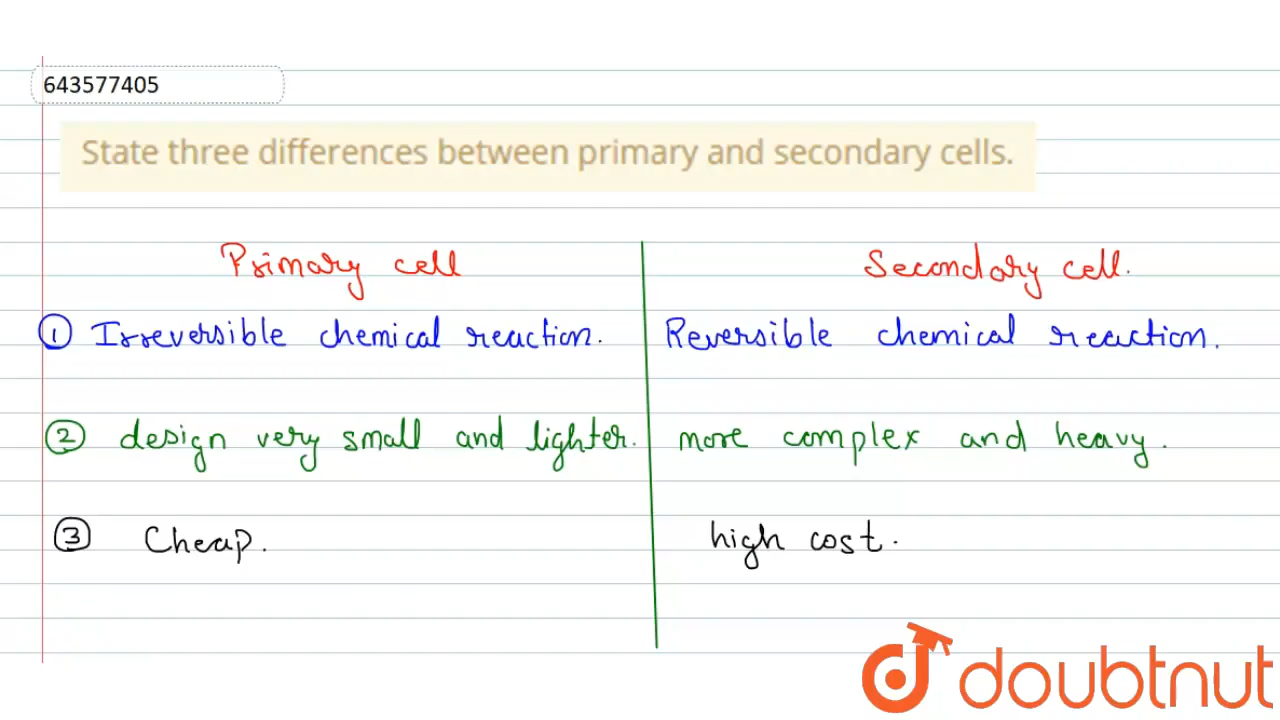 643577405
State three differences between primary and secondary cells.
Primary cell
Secondary cell.
① Irreversible chemical reaction.
Reversible chemical reaction.
② design very small and lighter.
more complex and heavy.
③ Cheap.
high cost.
doubtnut